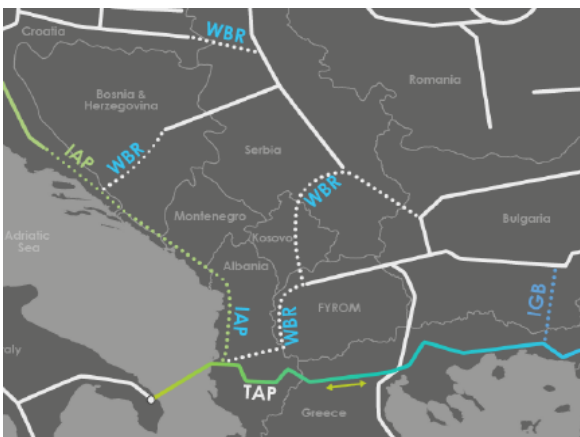 Croatia
WBR
Romania
Bosnia &
Herzegovina
IAP
WBR
Serbia
WBR
Montenegro
Kosovo
Bulgaria
Adriatic
Sea
Albania
IAP
WBR
FYROM
IGB
aly
TAP
Greece